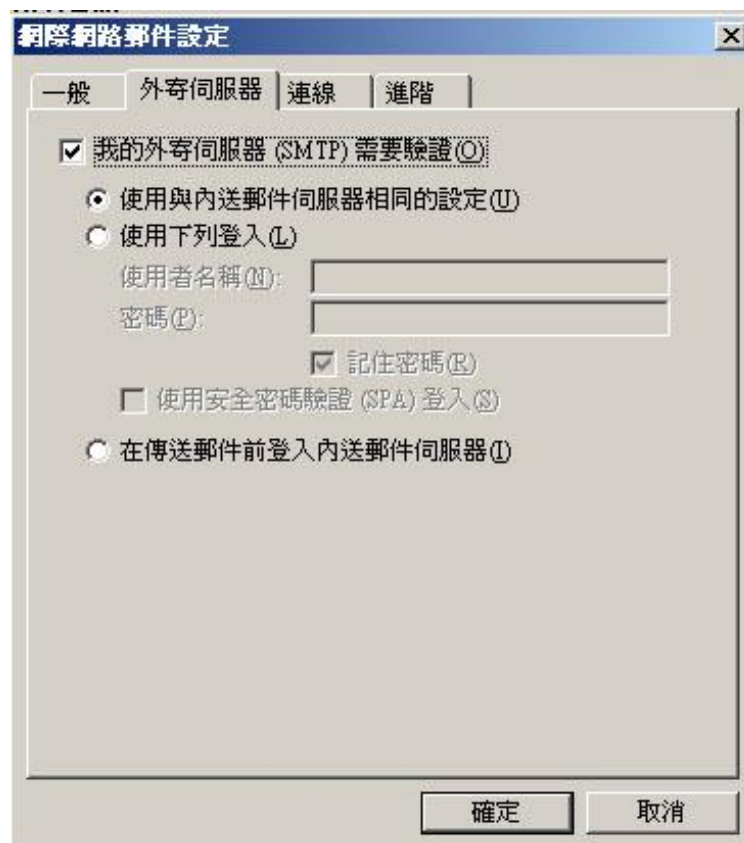 網際網路郵件設定
一般 外寄伺服器 連線 進階
我的外寄伺服器 (SMTP) 需要驗證(O)
使用與內送郵件伺服器相同的設定(U)
使用下列登入(L)
使用者名稱(N):
密碼(P):
記住密碼(R)
使用安全密碼驗證 (SPA) 登入(S)
在傳送郵件前登入內送郵件伺服器(I)
確定 取消